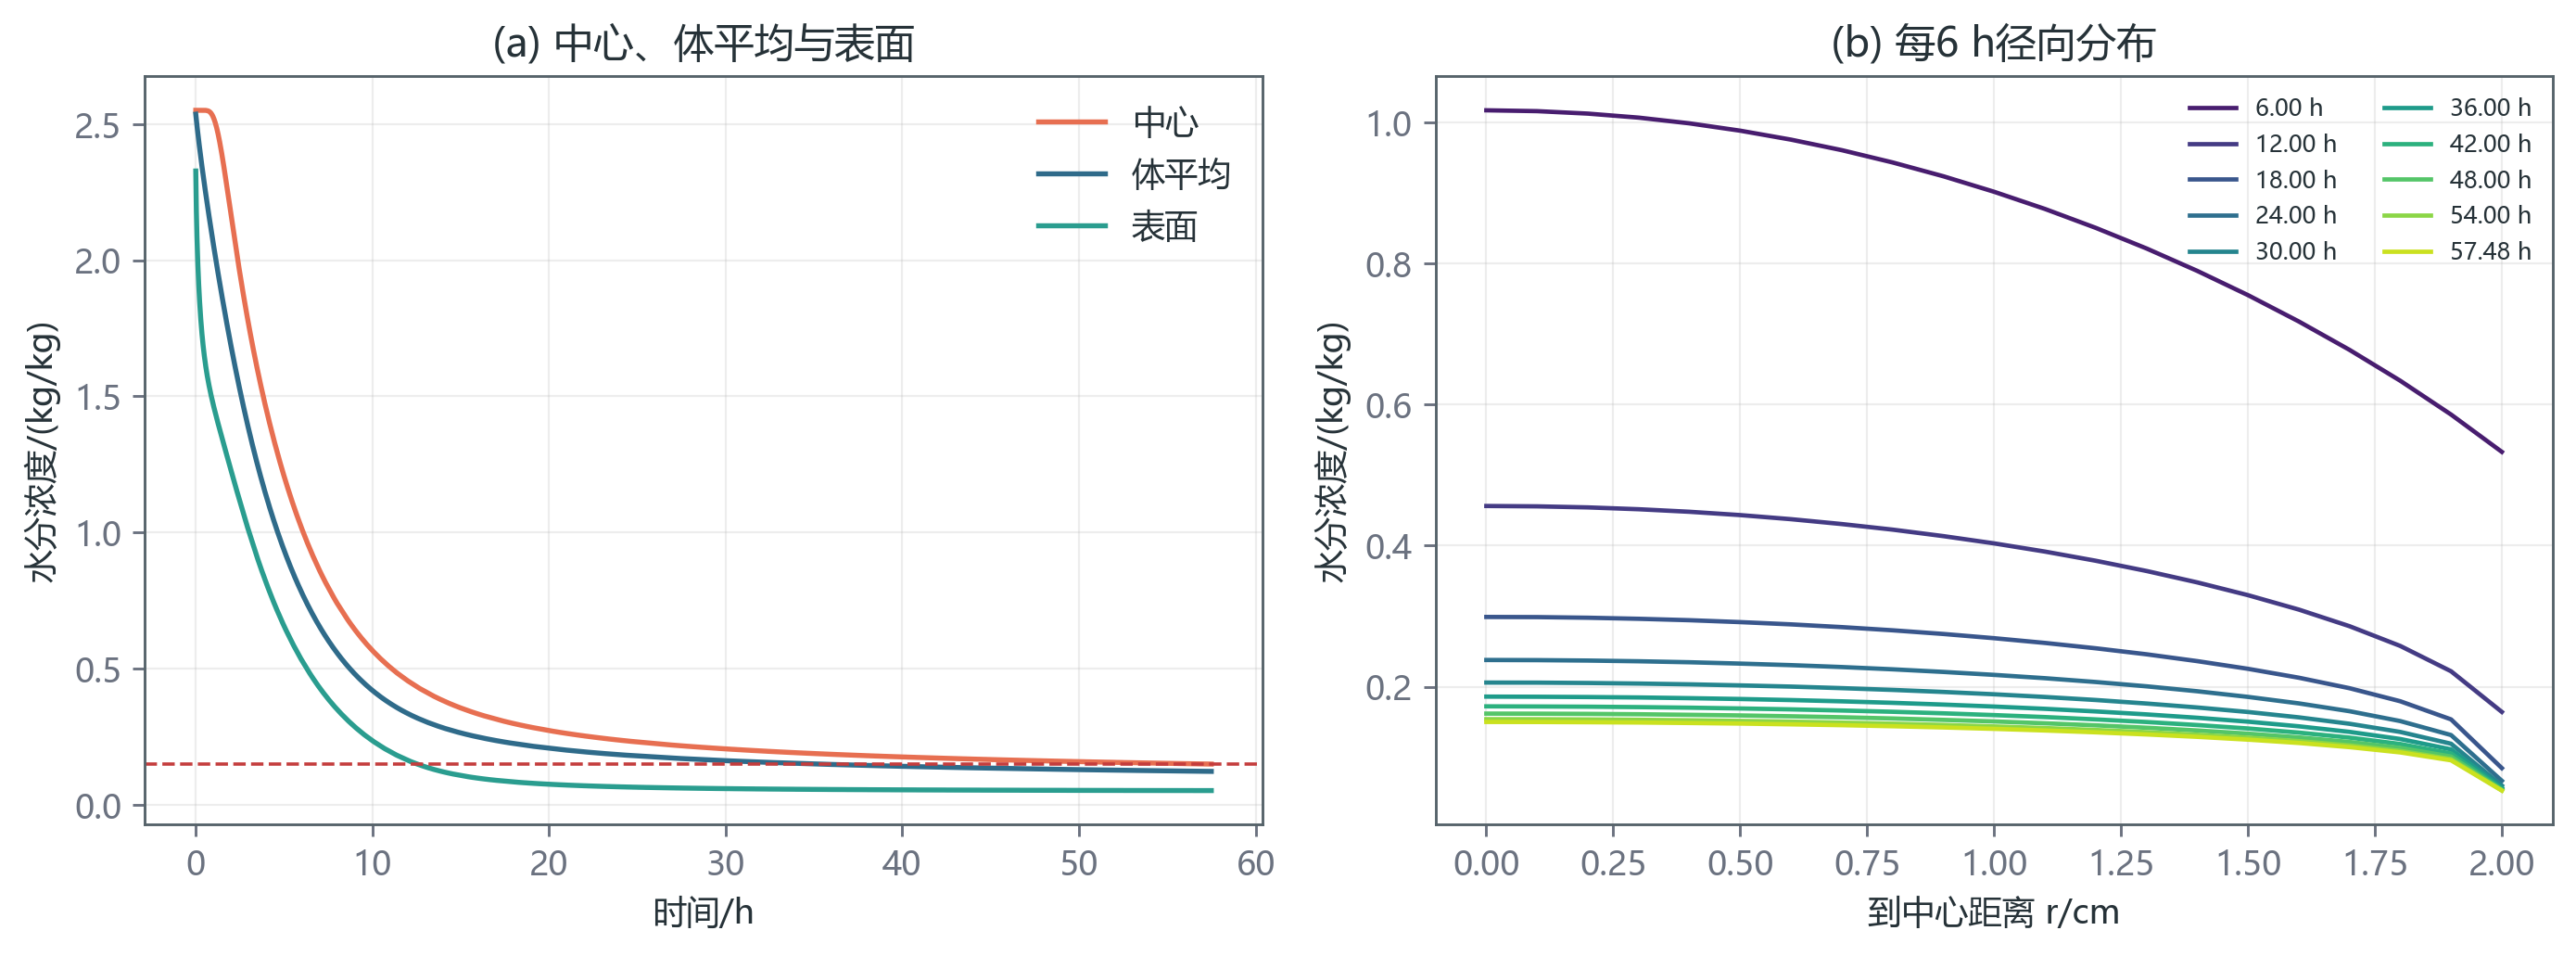 (a) 中心、体平均与表面
水分浓度/(kg/kg)
2.5
2.0
1.5
1.0
0.5
0.0
中心
体平均
表面
0 10 20 30 40 50 60
时间/h
(b) 每6 h径向分布
水分浓度/(kg/kg)
1.0
0.8
0.6
0.4
0.2
6.00 h
12.00 h
18.00 h
24.00 h
30.00 h
36.00 h
42.00 h
48.00 h
54.00 h
57.48 h
0.00 0.25 0.50 0.75 1.00 1.25 1.50 1.75 2.00
到中心距离 r/cm